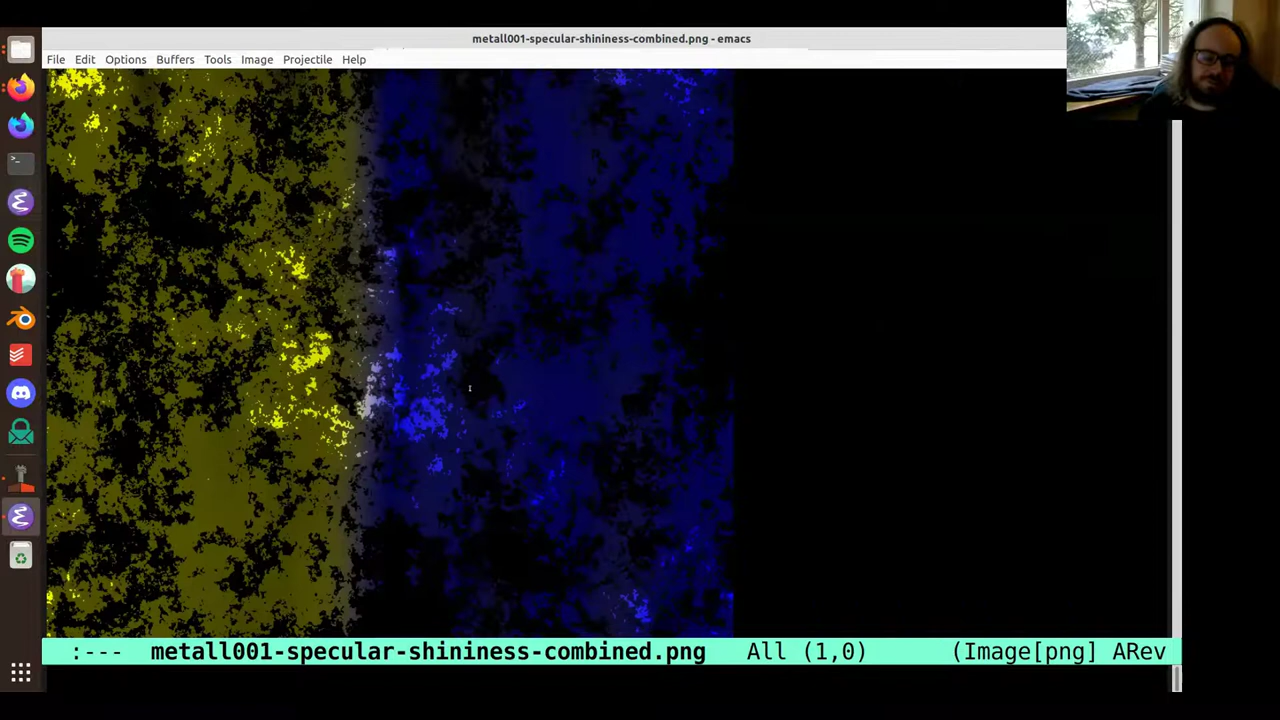 metall001-specular-shininess-combined.png - emacs
File Edit Options Buffers Tools Image Projectile Help
:--- metall001-specular-shininess-combined.png All (1,0) (Image[png] ARev